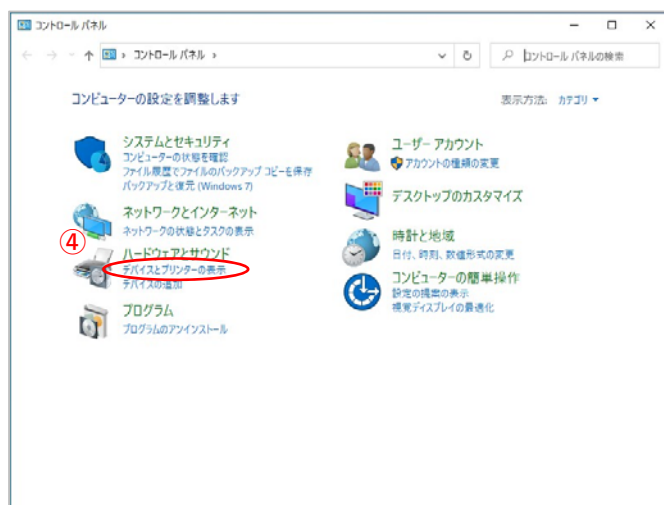 コントロール パネル
コントロール パネル
コントロール パネルの検索
コンピューターの設定を調整します
表示方法: カテゴリ
システムとセキュリティ
コンピューターの状態を確認
ファイル履歴でファイルのバックアップ コピーを保存
バックアップと復元 (Windows 7)
ネットワークとインターネット
ネットワークの状態とタスクの表示
④
ハードウェアとサウンド
デバイスとプリンターの表示
デバイスの追加
プログラム
プログラムのアンインストール
ユーザー アカウント
アカウントの種類の変更
デスクトップのカスタマイズ
時計と地域
日付、時刻、数値形式の変更
コンピューターの簡単操作
設定の提案の表示
視覚ディスプレイの最適化